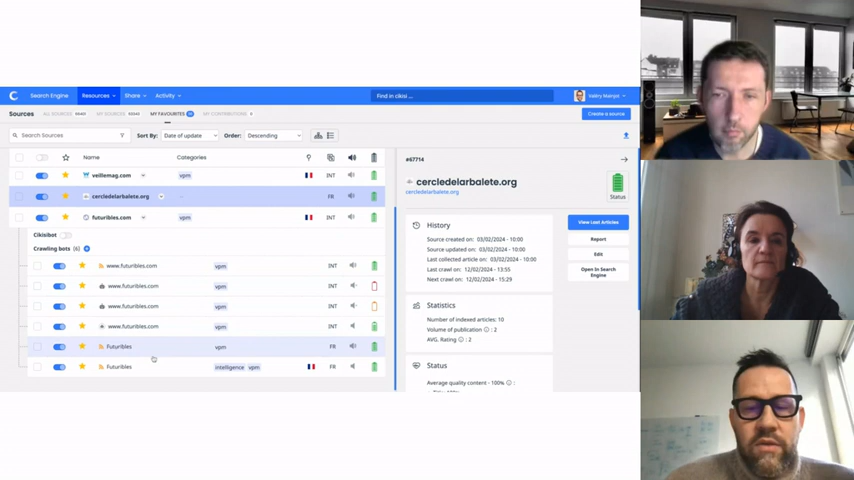 Search Engine Resources Share Activity Find in cikisi ... Valéry Marejo
Sources ALL SOURCES MY SOURCES MY FAVOURITES MY CONTRIBUTIONS Create a source
Search Sources Sort By: Date of update Order: Descending
Name Categories
veillemag.com vpm INT
cercledelarbalete.org - FR
futuribles.com vpm INT
Cikisibot
Crawling bots (6)
www.futuribles.com vpm INT
www.futuribles.com vpm INT
www.futuribles.com vpm INT
www.futuribles.com vpm INT
Futuribles vpm FR
Futuribles intelligence vpm FR
#67714
cercledelarbalete.org
cercledelarbalete.org
Status
History
Source created on: 03/02/2024 - 10:00
Source updated on: 03/02/2024 - 10:00
Last collected article on: 03/02/2024 - 10:00
Last crawl on: 12/02/2024 - 13:55
Next crawl on: 12/02/2024 - 15:29
View Last Articles
Report
Edit
Open In Search
Engine
Statistics
Number of indexed articles: 10
Volume of publication : 2
AVG. Rating : 2
Status
Average quality content - 100% :